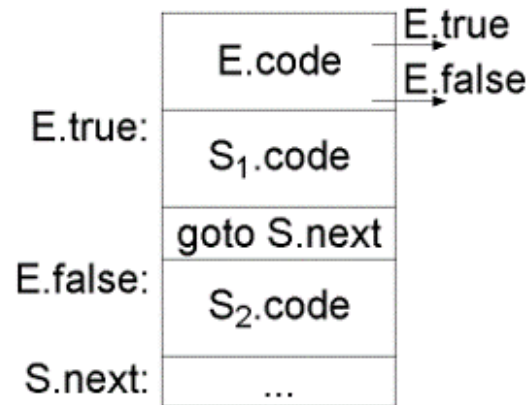 E.code E.true
E.false
E.true:
S₁.code
goto S.next
E.false:
S₂.code
S.next: ...